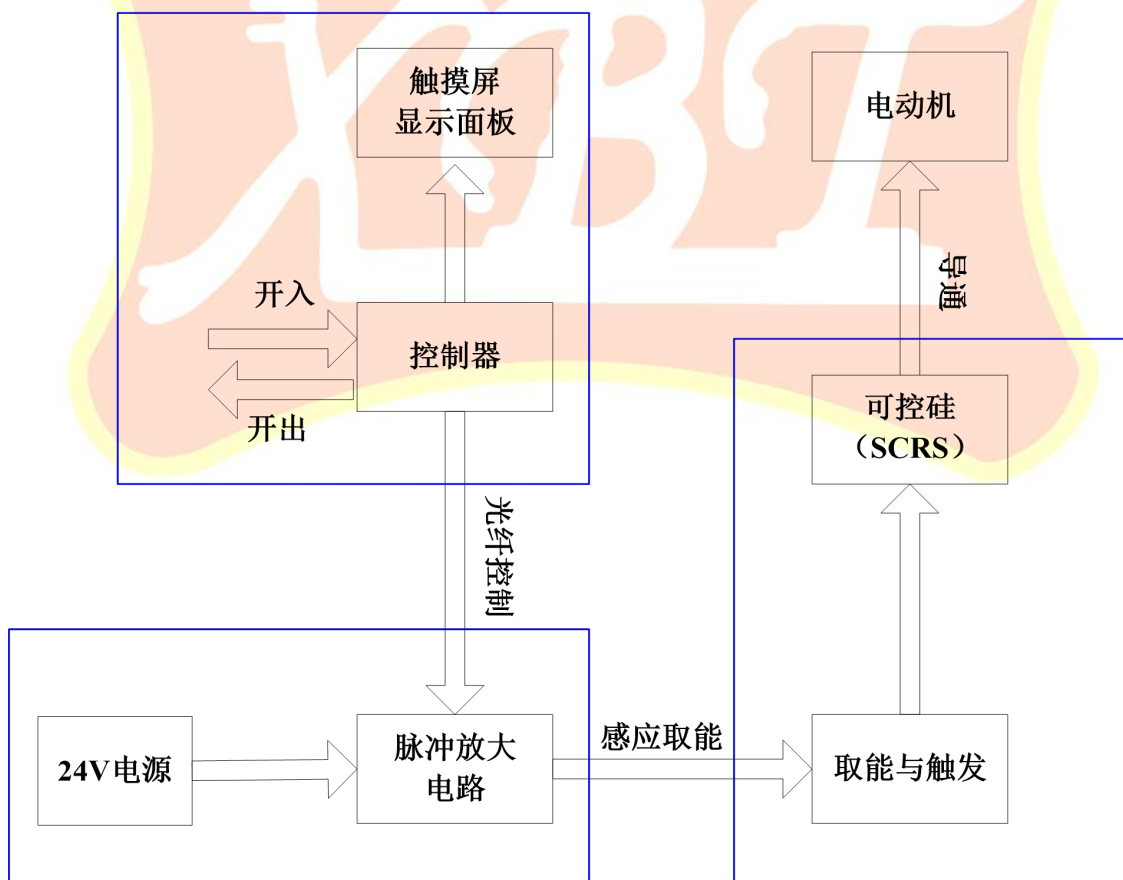 触摸屏
显示面板
电动机
开入
控制器
开出
导通
可控硅
（SCRS）
光纤控制
24V电源
脉冲放大
电路
感应取能
取能与触发
XBT